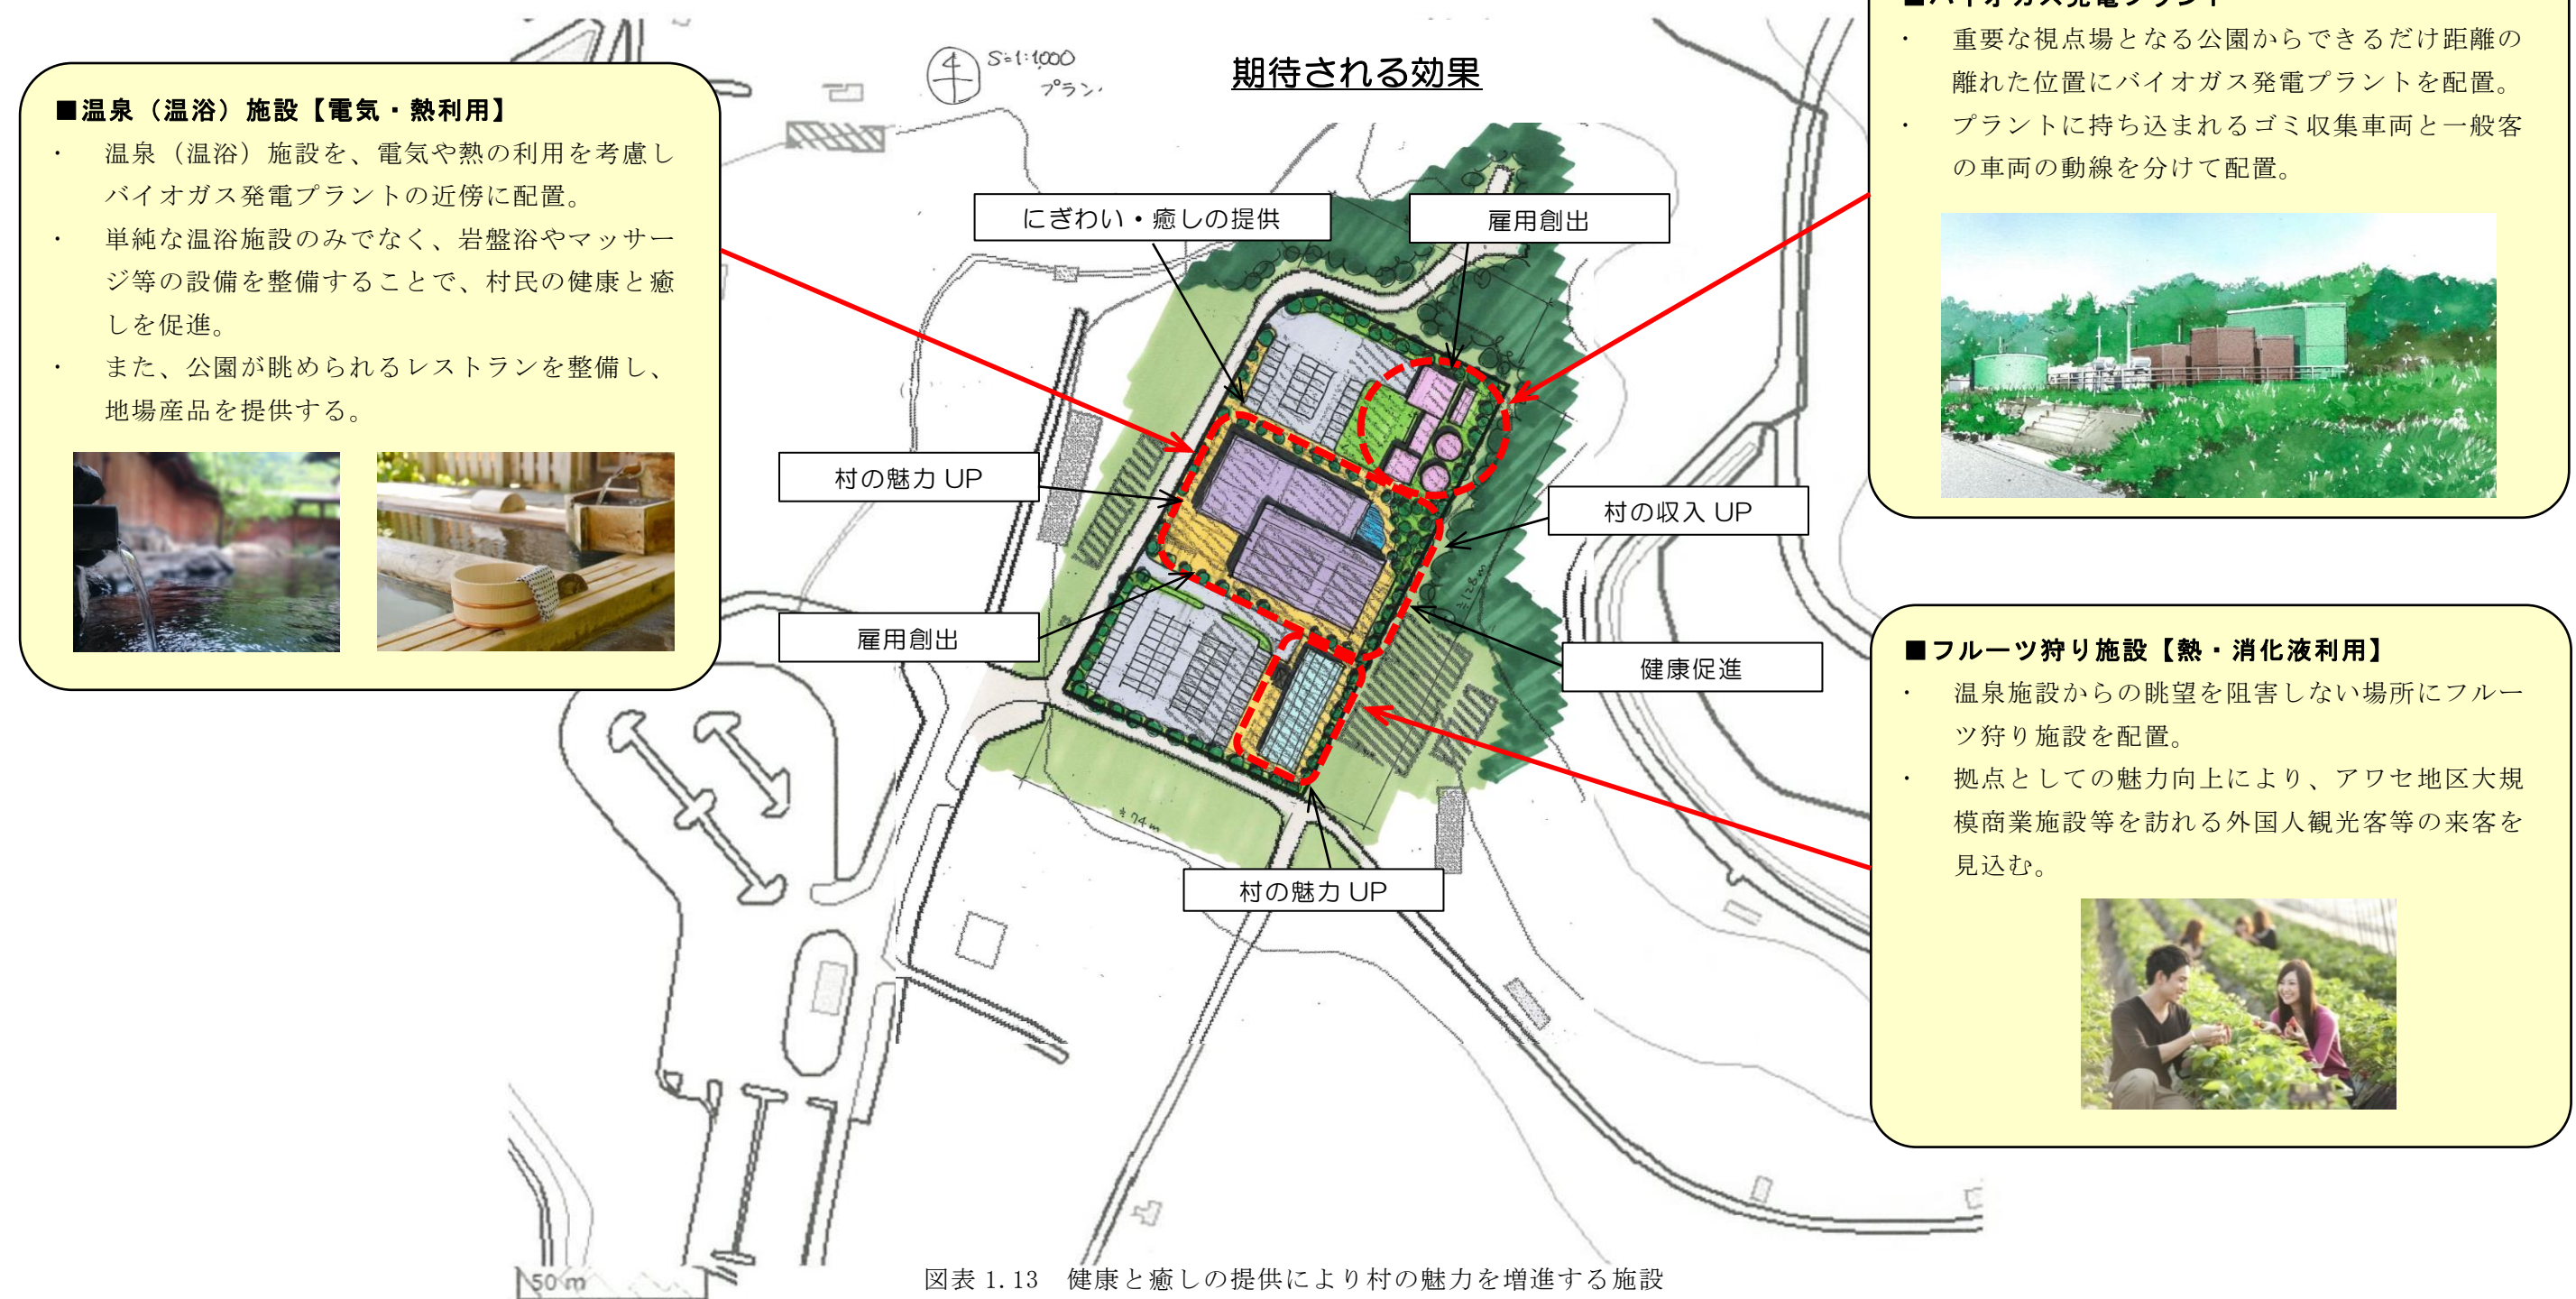 期待される効果
S=1:1000
プラン.
■温泉（温浴）施設【電気・熱利用】
・ 温泉（温浴）施設を、電気や熱の利用を考慮し
バイオガス発電プラントの近傍に配置。
・ 単純な温浴施設のみでなく、岩盤浴やマッサー
ジ等の設備を整備することで、村民の健康と癒
しを促進。
・ また、公園が眺められるレストランを整備し、
地場産品を提供する。
■バイオガス発電プラント
・ 重要な視点場となる公園からできるだけ距離の
離れた位置にバイオガス発電プラントを配置。
・ プラントに持ち込まれるゴミ収集車両と一般客
の車両の動線を分けて配置。
にぎわい・癒しの提供
雇用創出
村の魅力 UP
村の収入 UP
雇用創出
健康促進
村の魅力 UP
≒128m
≒74m
■フルーツ狩り施設【熱・消化液利用】
・ 温泉施設からの眺望を阻害しない場所にフルー
ツ狩り施設を配置。
・ 拠点としての魅力向上により、アワセ地区大規
模商業施設等を訪れる外国人観光客等の来客を
見込む。
50 m
図表 1.13 健康と癒しの提供により村の魅力を増進する施設